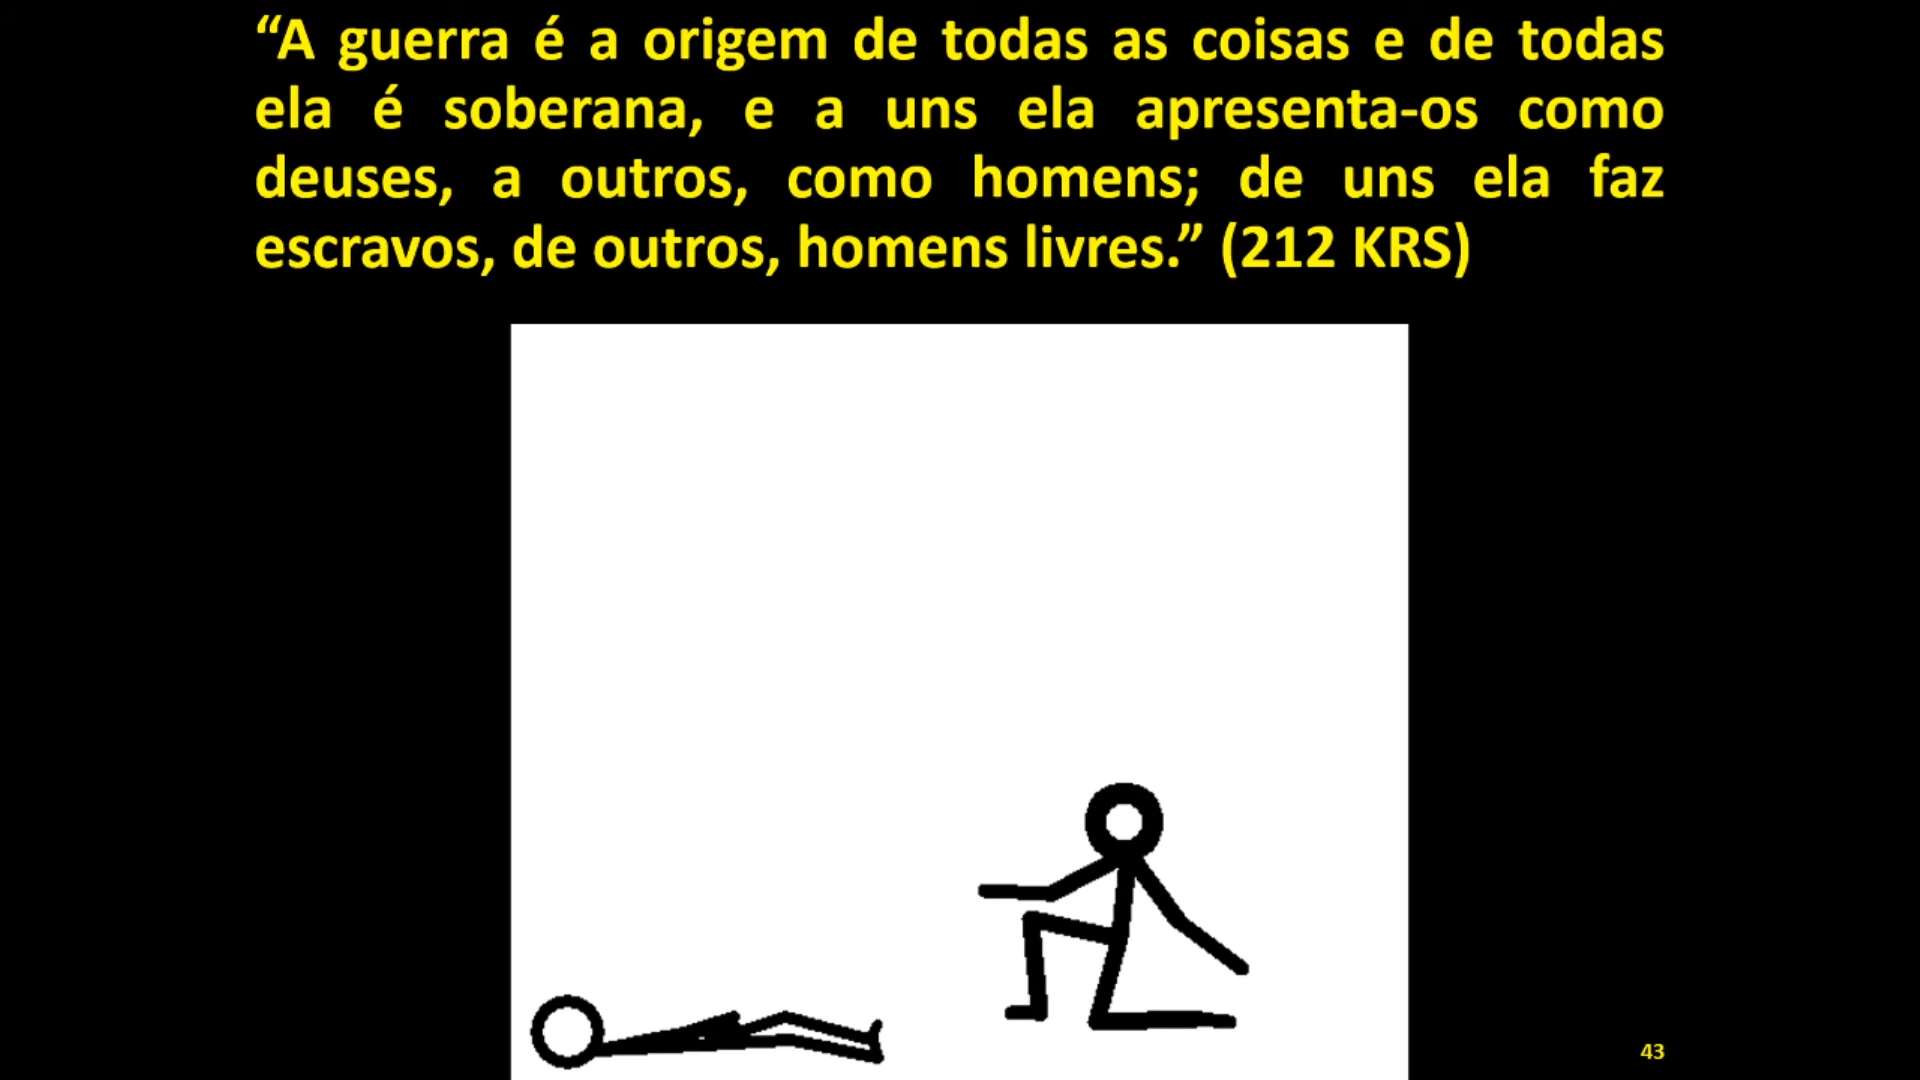 “A guerra é a origem de todas as coisas e de todas
ela é soberana, e a uns ela apresenta-os como
deuses, a outros, como homens; de uns ela faz
escravos, de outros, homens livres.” (212 KRS)
43